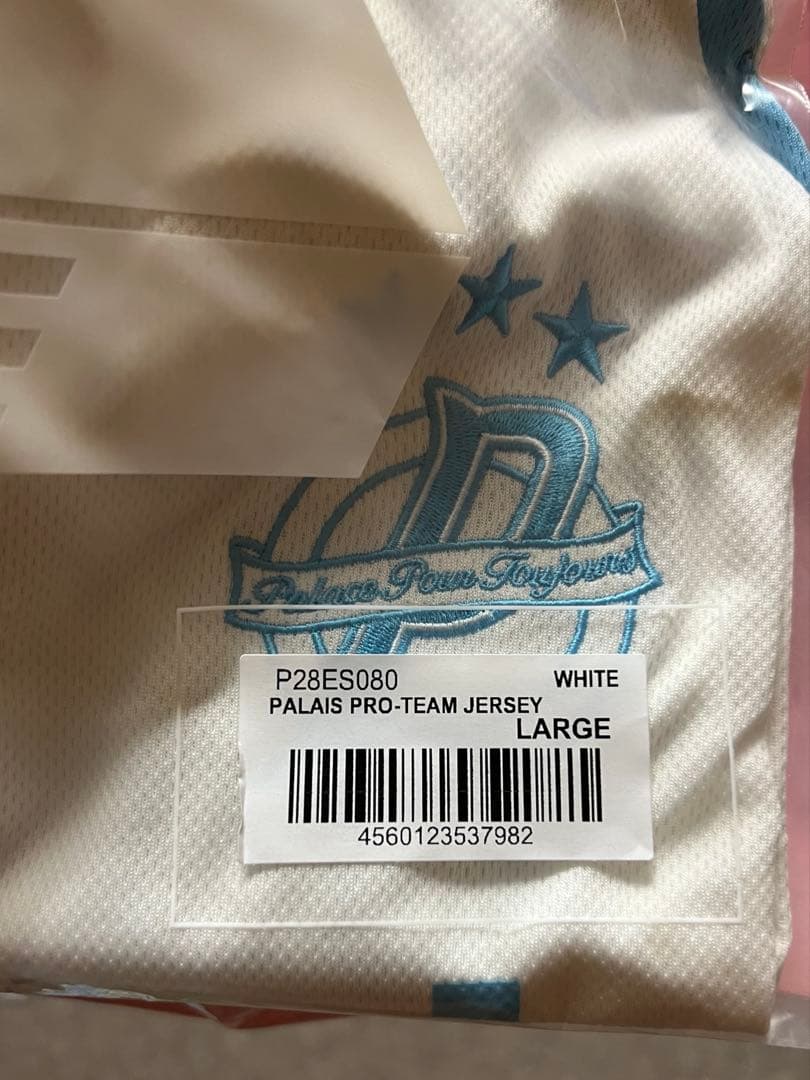 P
Palace Pour Toujours
P28ES080 WHITE
PALAIS PRO-TEAM JERSEY
LARGE
4560123537982